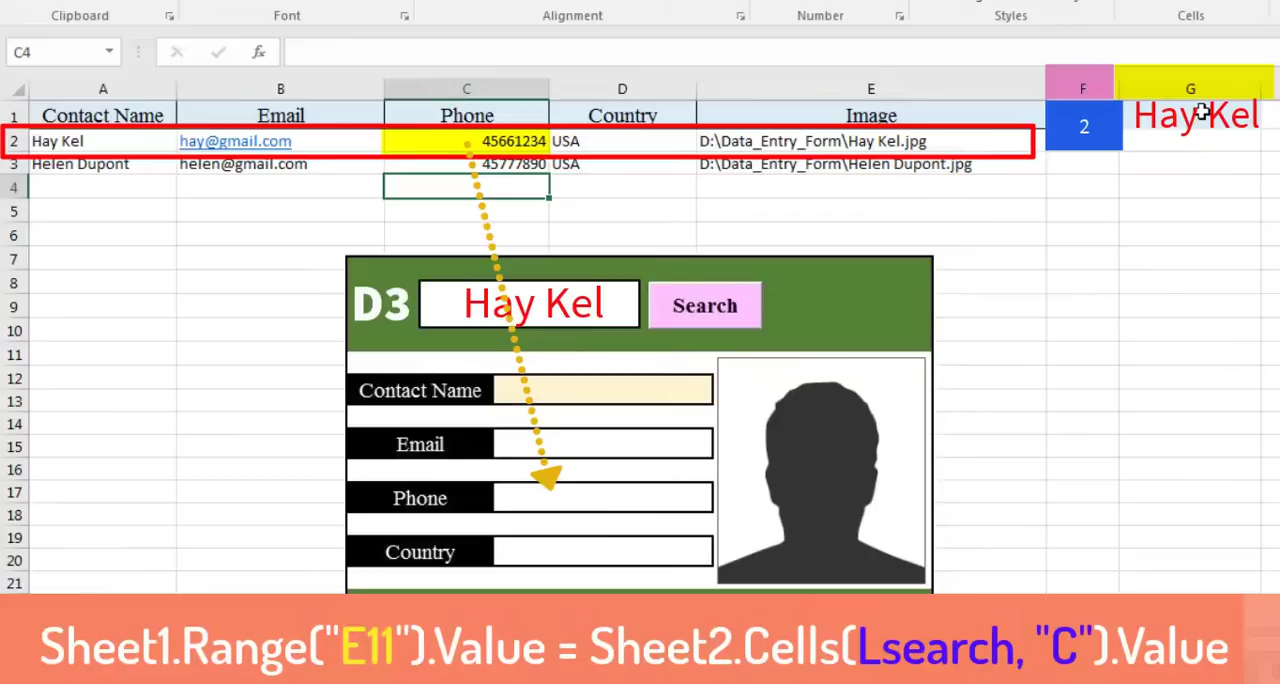 Clipboard Font Alignment Number Styles Cells
C4 fx
A B C D E F G
1 Contact Name Email Phone Country Image
2 Hay Kel
2 Hay Kel hay@gmail.com 45661234 USA D:\Data_Entry_Form\Hay Kel.jpg
3 Helen Dupont helen@gmail.com 45777890 USA D:\Data_Entry_Form\Helen Dupont.jpg
4
5
6
7
8
D3 Hay Kel Search
9
10
11
12
Contact Name
13
14
Email
15
16
17
Phone
18
19
Country
20
21
Sheet1.Range("E11").Value = Sheet2.Cells(Lsearch, "C").Value